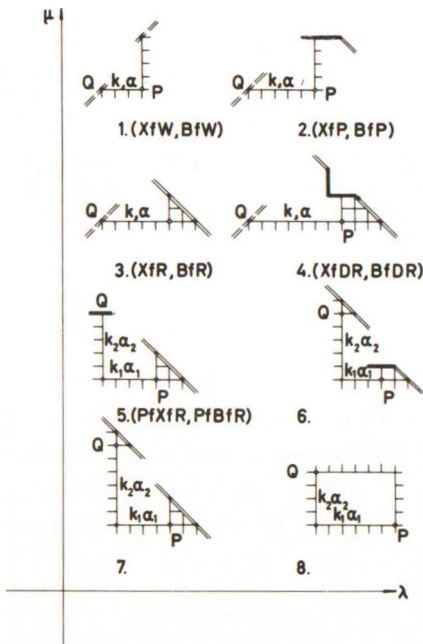 μ
Q k,α P
1.(XfW,BfW)
Q k,α P
2.(XfP,BfP)
Q k,α
3.(XfR,BfR)
Q k,α P
4.(XfDR,BfDR)
Q
k₂α₂
k₁α₁
P
5.(PfXfR,PfBfR)
Q
k₂α₂
k₁α₁
P
6.
Q
k₂α₂
k₁α₁
P
7.
Q
k₂α₂
k₁α₁
P
8.
λ